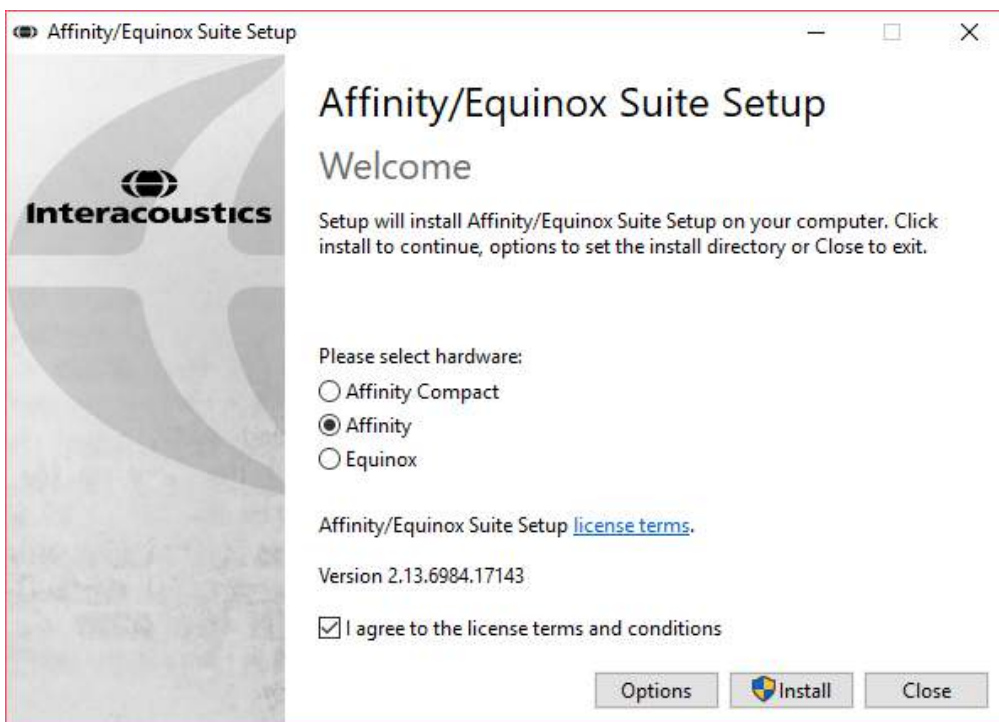 Affinity/Equinox Suite Setup
Interacoustics
Affinity/Equinox Suite Setup
Welcome
Setup will install Affinity/Equinox Suite Setup on your computer. Click
install to continue, options to set the install directory or Close to exit.
Please select hardware:
Affinity Compact
Affinity
Equinox
Affinity/Equinox Suite Setup license terms.
Version 2.13.6984.17143
I agree to the license terms and conditions
Options
Install
Close